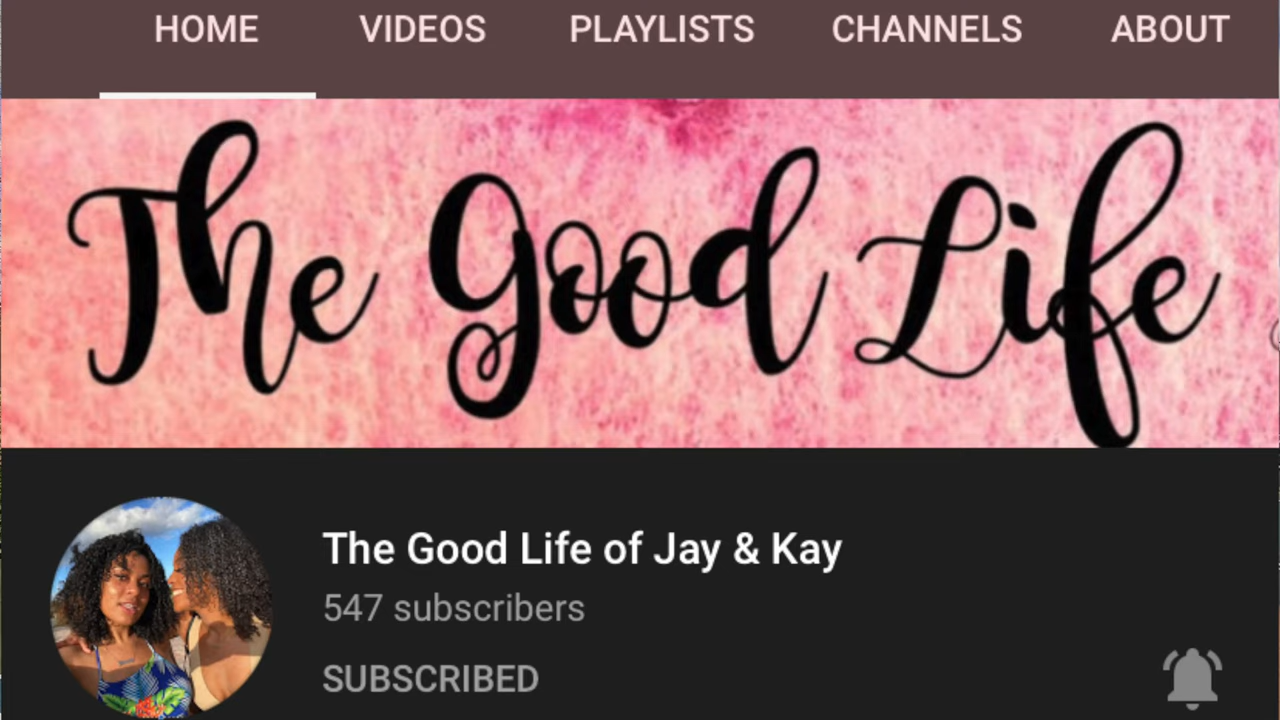 HOME VIDEOS PLAYLISTS CHANNELS ABOUT
The Good Life
The Good Life of Jay & Kay
547 subscribers
SUBSCRIBED